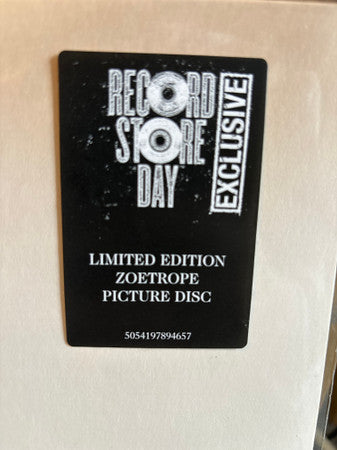 RECORD
STORE
DAY
EXCLUSIVE
LIMITED EDITION
ZOETROPE
PICTURE DISC
5054197894657